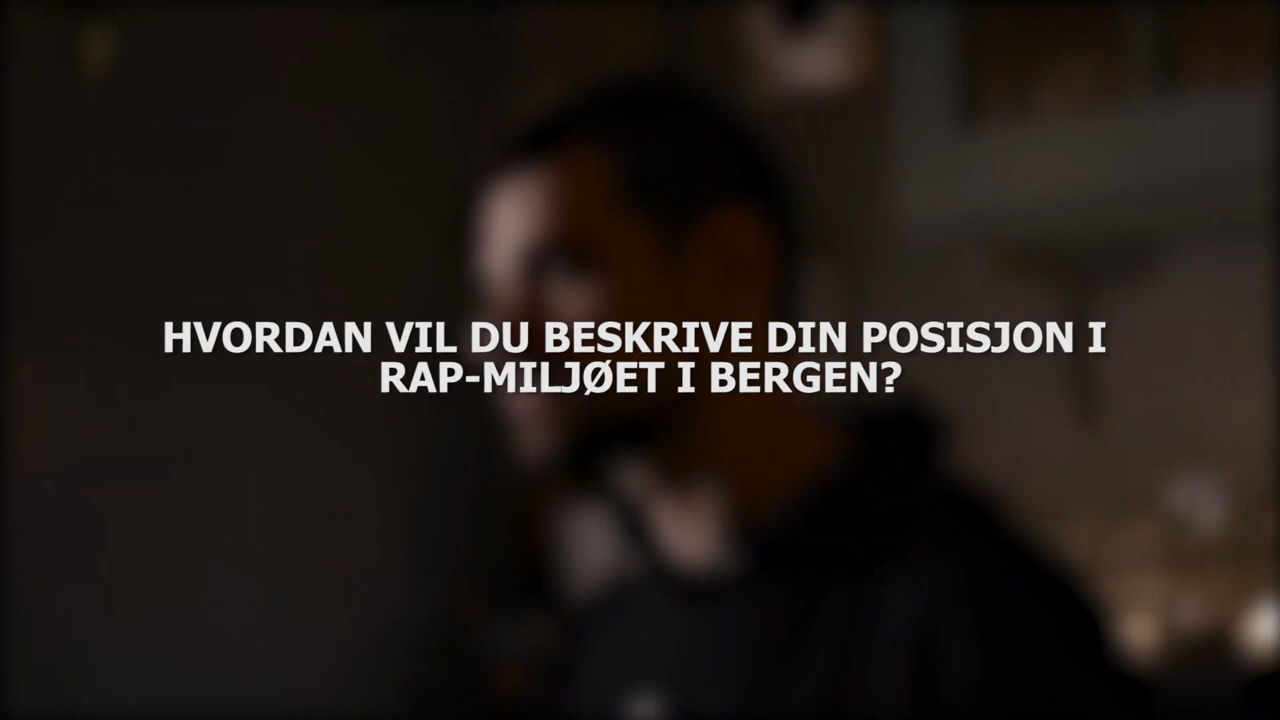 HVORDAN VIL DU BESKRIVE DIN POSISJON I
RAP-MILJØET I BERGEN?